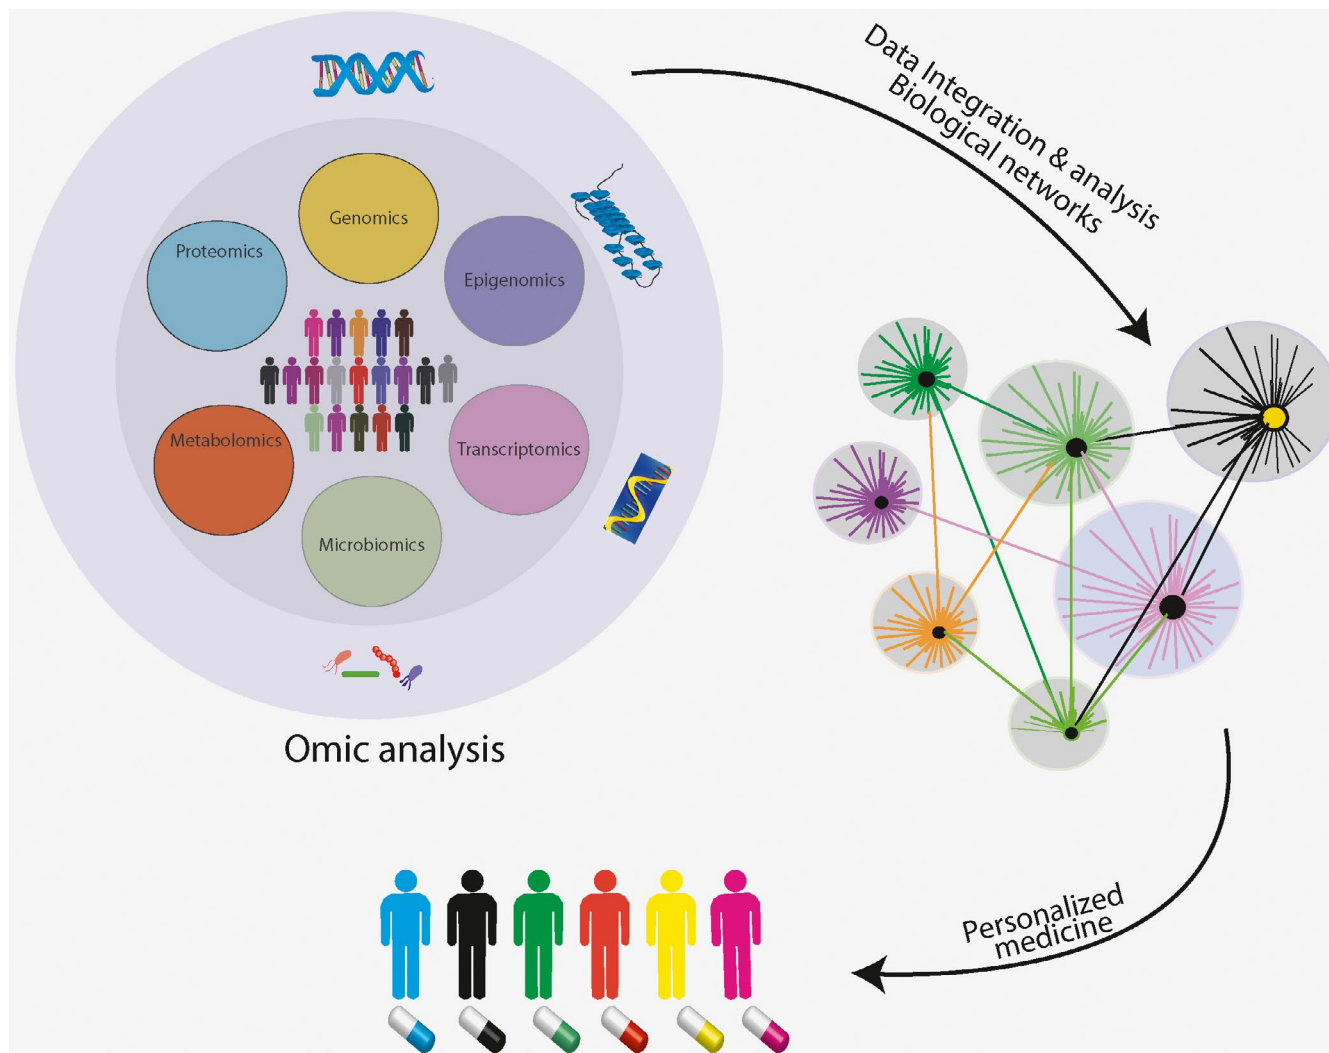 Data Integration & analysis
Biological networks
Genomics
Proteomics
Epigenomics
Metabolomics
Transcriptomics
Microbiomics
Omic analysis
Personalized
medicine